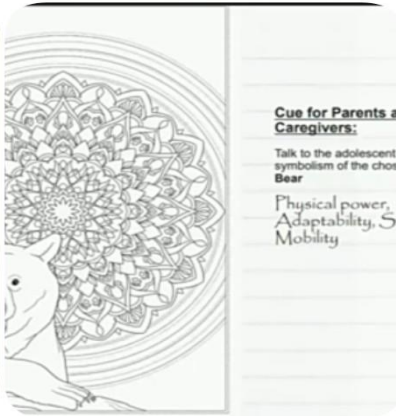 Cue for Parents a
Caregivers:
Talk to the adolescent
symbolism of the chos
Bear
Physical power,
Adaptability, S
Mobility